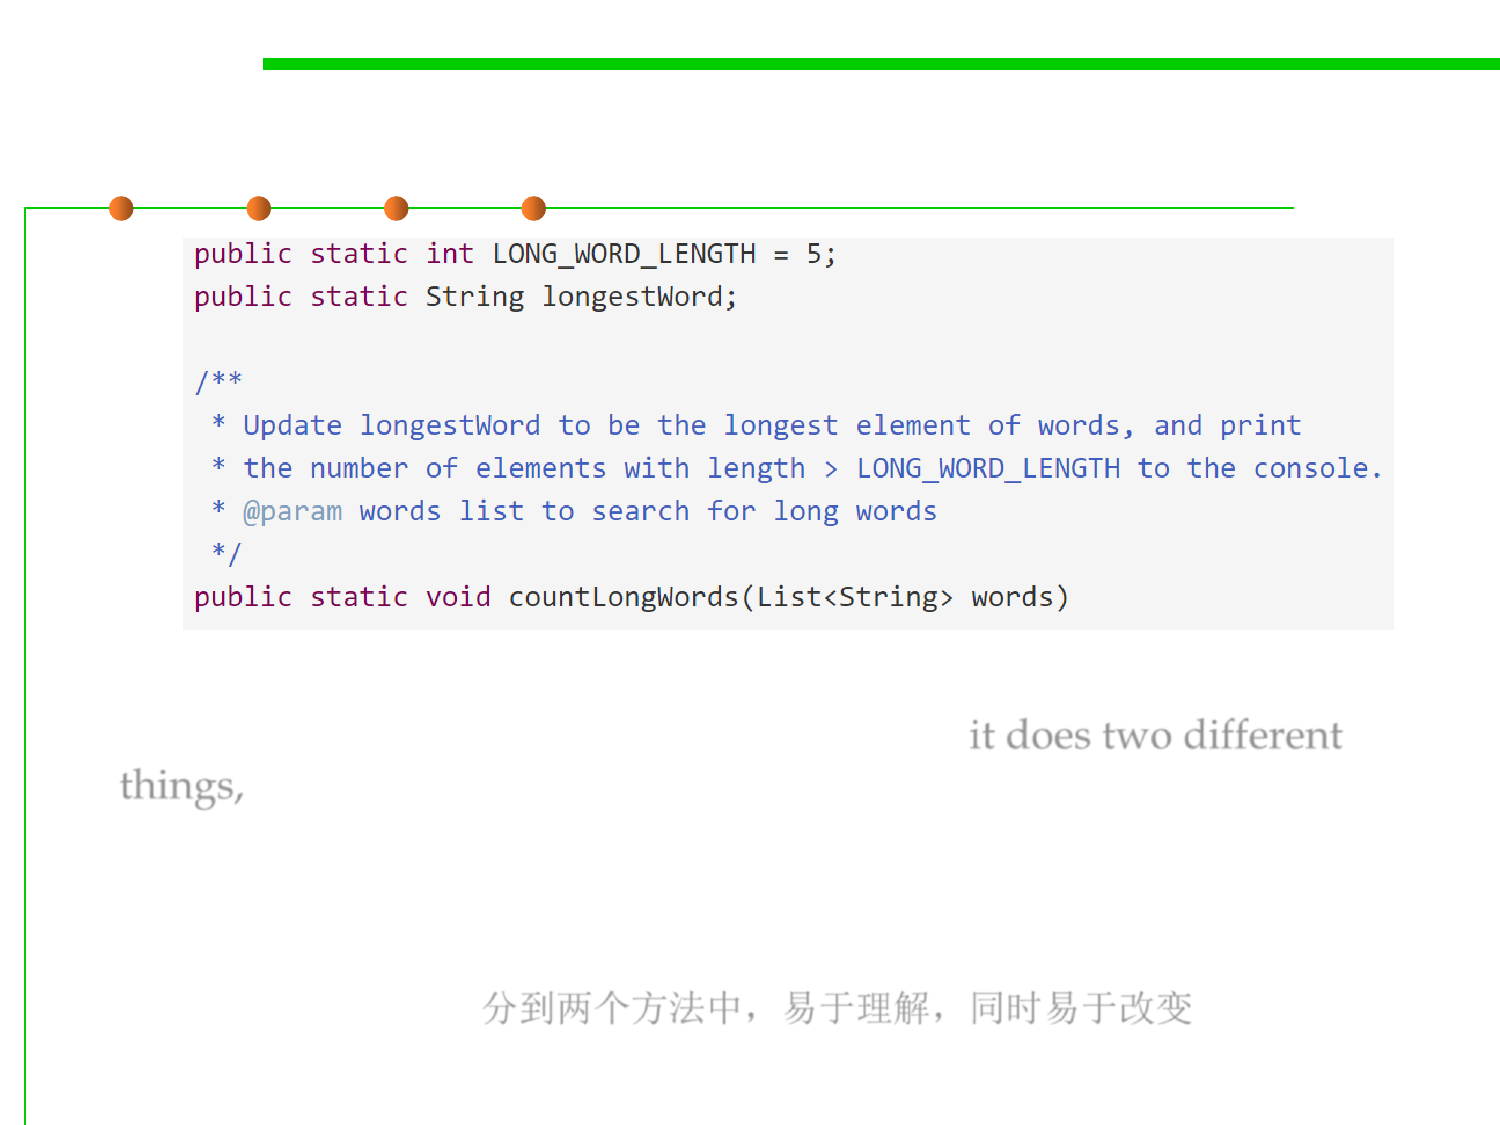 public static int LONG_WORD_LENGTH = 5;
public static String longestWord;
/**
* Update longestWord to be the longest element of words, and print
* the number of elements with length > LONG_WORD_LENGTH to the console.
* @param words list to search for long words
*/
public static void countLongWords(List<String> words)
it does two different
things,
分到两个方法中，易于理解，同时易于改变